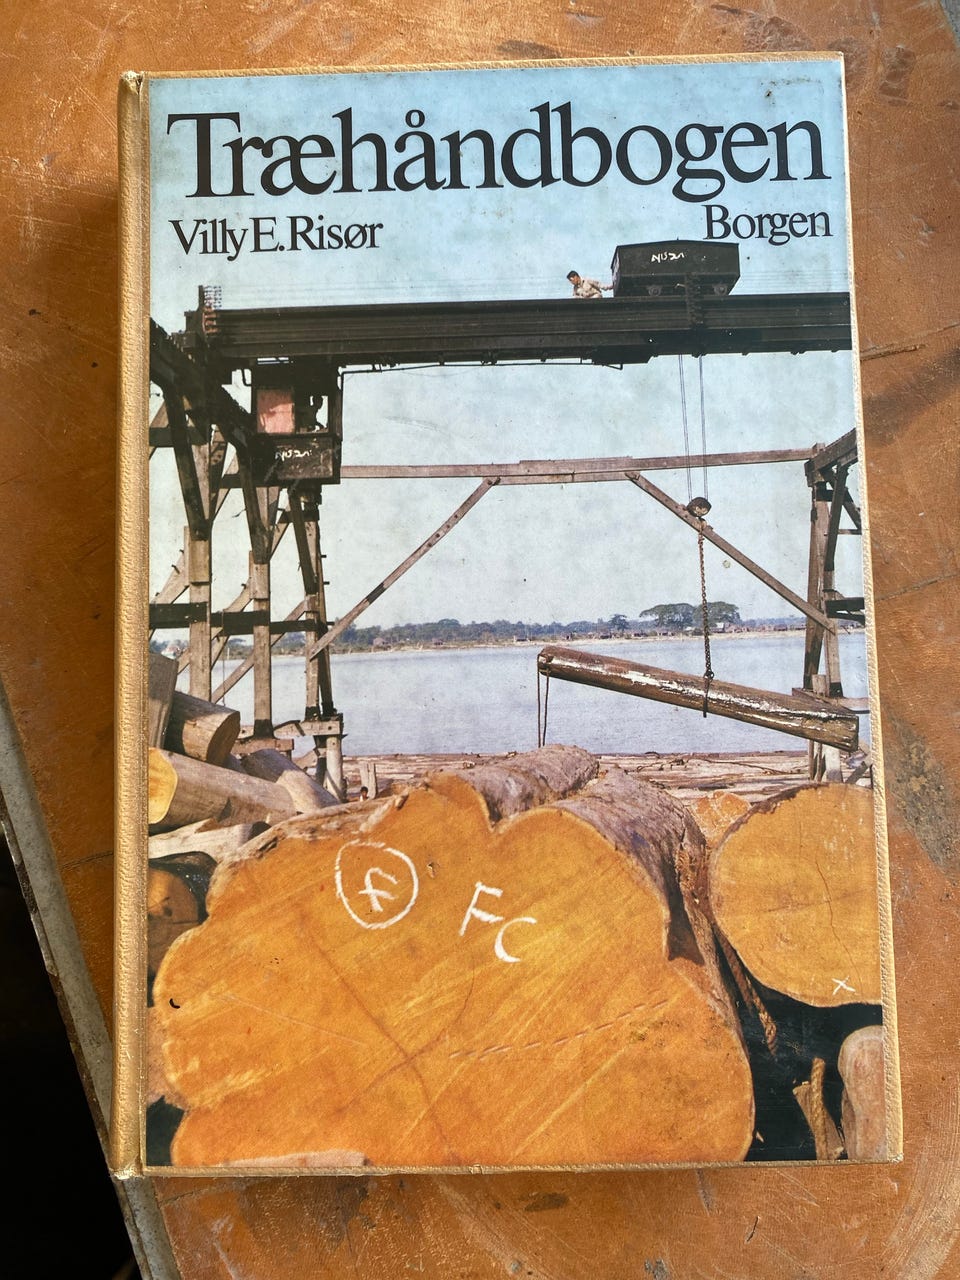 Træhåndbogen
Villy E. Risør
Borgen
FC
x